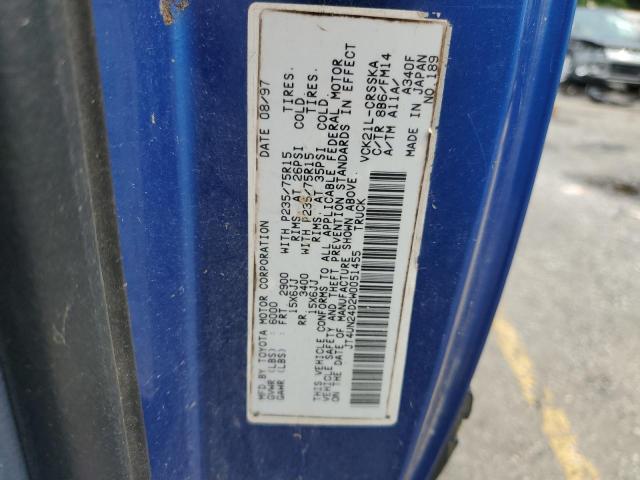 MFD. BY TOYOTA MOTOR CORPORATION DATE 08/97
GVWR (LBS) 6000
GAWR (LBS) FRT 2900 WITH P235/75R15 TIRES.
15X6JJ RIMS. AT 26PSI COLD.
RR. 3400 WITH P235/75R15 TIRES.
15X6JJ RIMS. AT 35PSI COLD.
THIS VEHICLE CONFORMS TO ALL APPLICABLE FEDERAL MOTOR
VEHICLE SAFETY AND THEFT PREVENTION STANDARDS IN EFFECT
ON THE DATE OF MANUFACTURE SHOWN ABOVE.
JT4UN24D2W0051455 TRUCK
VCK21L-CRSSKA
C/TR 8B6/FM14
A/TM A11A/ A340F
MADE IN JAPAN
NO 189